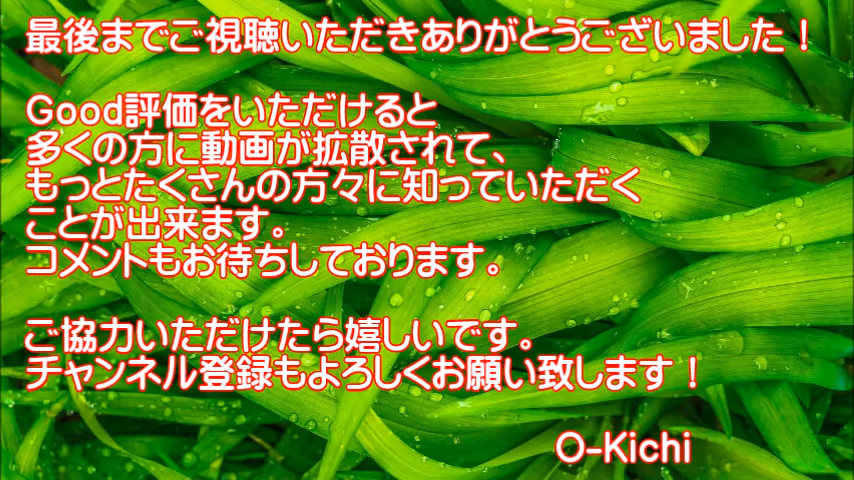 最後までご視聴いただきありがとうございました！
Good評価をいただけると
多くの方に動画が拡散されて、
もっとたくさんの方々に知っていただく
ことが出来ます。
コメントもお待ちしております。
ご協力いただけたら嬉しいです。
チャンネル登録もよろしくお願い致します！
O-Kichi